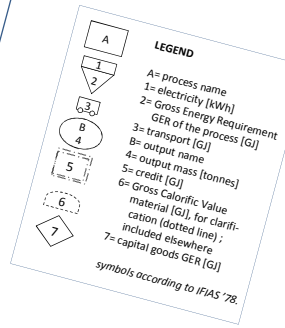 LEGEND
A
1
2
3
B
4
5
6
7
A= process name
1= electricity [kWh]
2= Gross Energy Requirement
GER of the process [GJ]
3= transport [GJ]
B= output name
4= output mass [tonnes]
5= credit [GJ]
6= Gross Calorific Value
material [GJ], for clarifi-
cation (dotted line) ;
included elsewhere
7= capital goods GER [GJ]
symbols according to IFIAS '78.